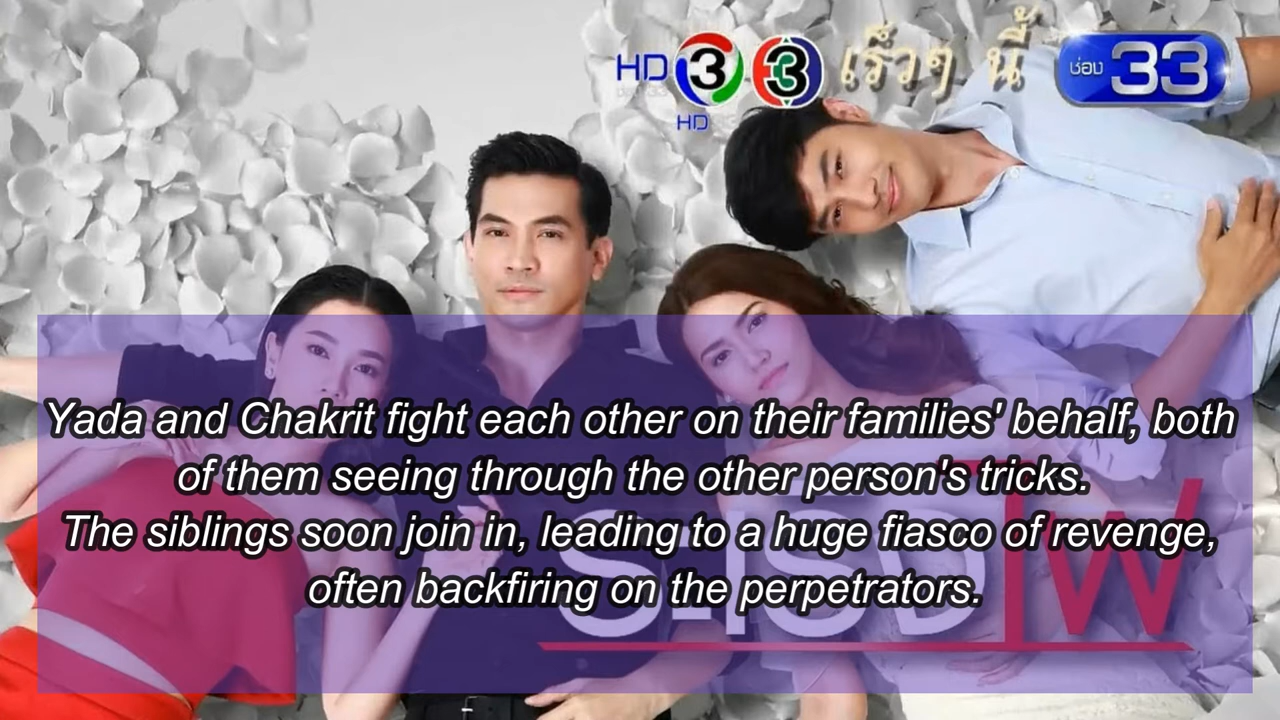 HD 3 3 เร็วๆ นี้ ช่อง 33
HD
Yada and Chakrit fight each other on their families' behalf, both
of them seeing through the other person's tricks.
The siblings soon join in, leading to a huge fiasco of revenge,
often backfiring on the perpetrators.